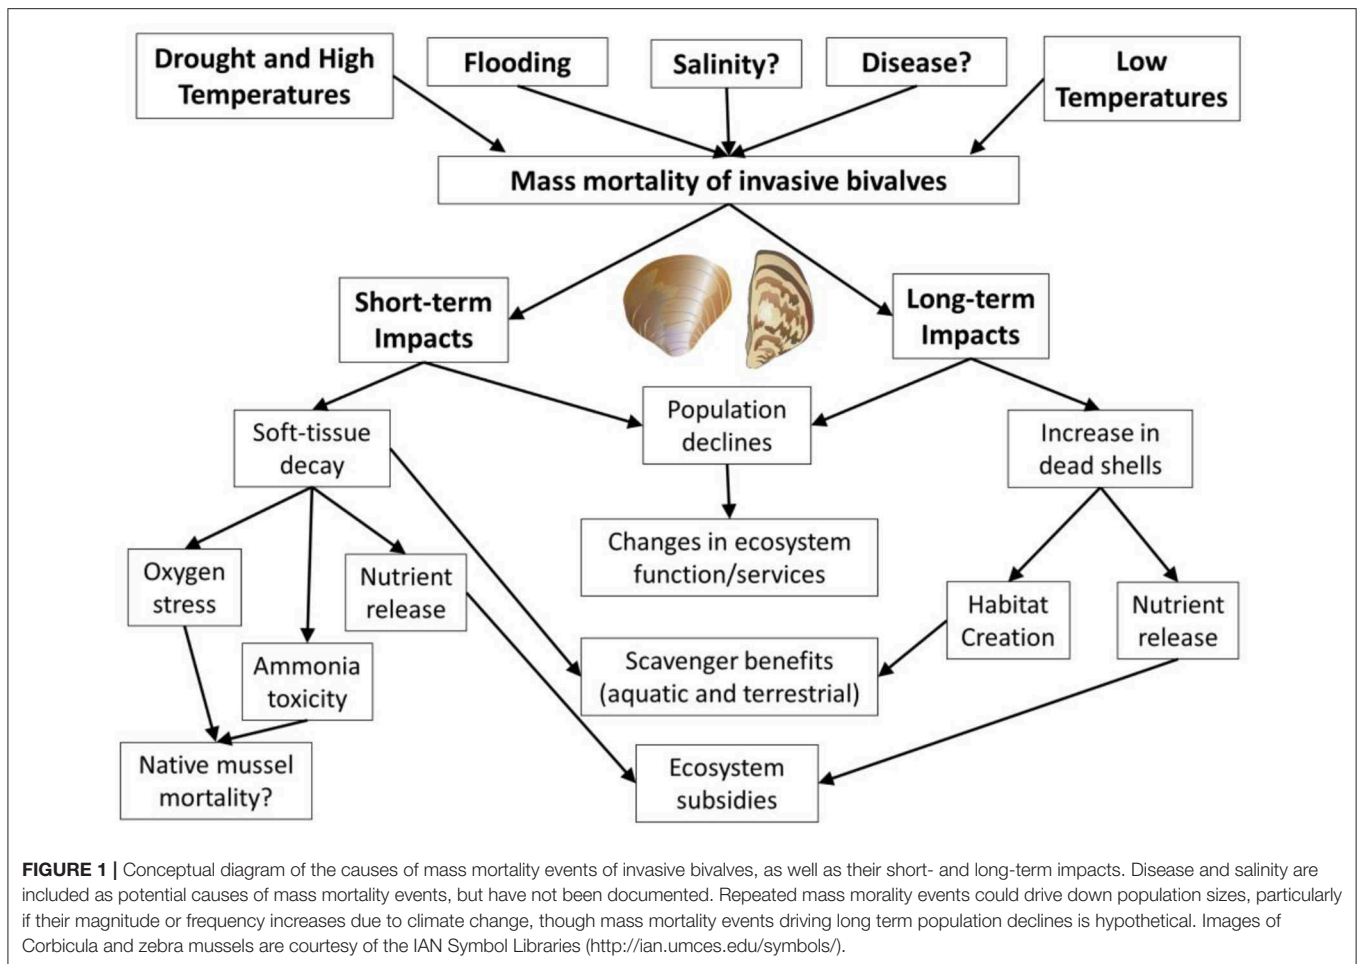 Drought and High
Temperatures
Flooding
Salinity?
Disease?
Low
Temperatures
Mass mortality of invasive bivalves
Short-term
Impacts
Long-term
Impacts
Soft-tissue
decay
Population
declines
Increase in
dead shells
Oxygen
stress
Nutrient
release
Changes in ecosystem
function/services
Habitat
Creation
Nutrient
release
Ammonia
toxicity
Scavenger benefits
(aquatic and terrestrial)
Native mussel
mortality?
Ecosystem
subsidies
FIGURE 1 | Conceptual diagram of the causes of mass mortality events of invasive bivalves, as well as their short- and long-term impacts. Disease and salinity are
included as potential causes of mass mortality events, but have not been documented. Repeated mass morality events could drive down population sizes, particularly
if their magnitude or frequency increases due to climate change, though mass mortality events driving long term population declines is hypothetical. Images of
Corbicula and zebra mussels are courtesy of the IAN Symbol Libraries (http://ian.umces.edu/symbols/).